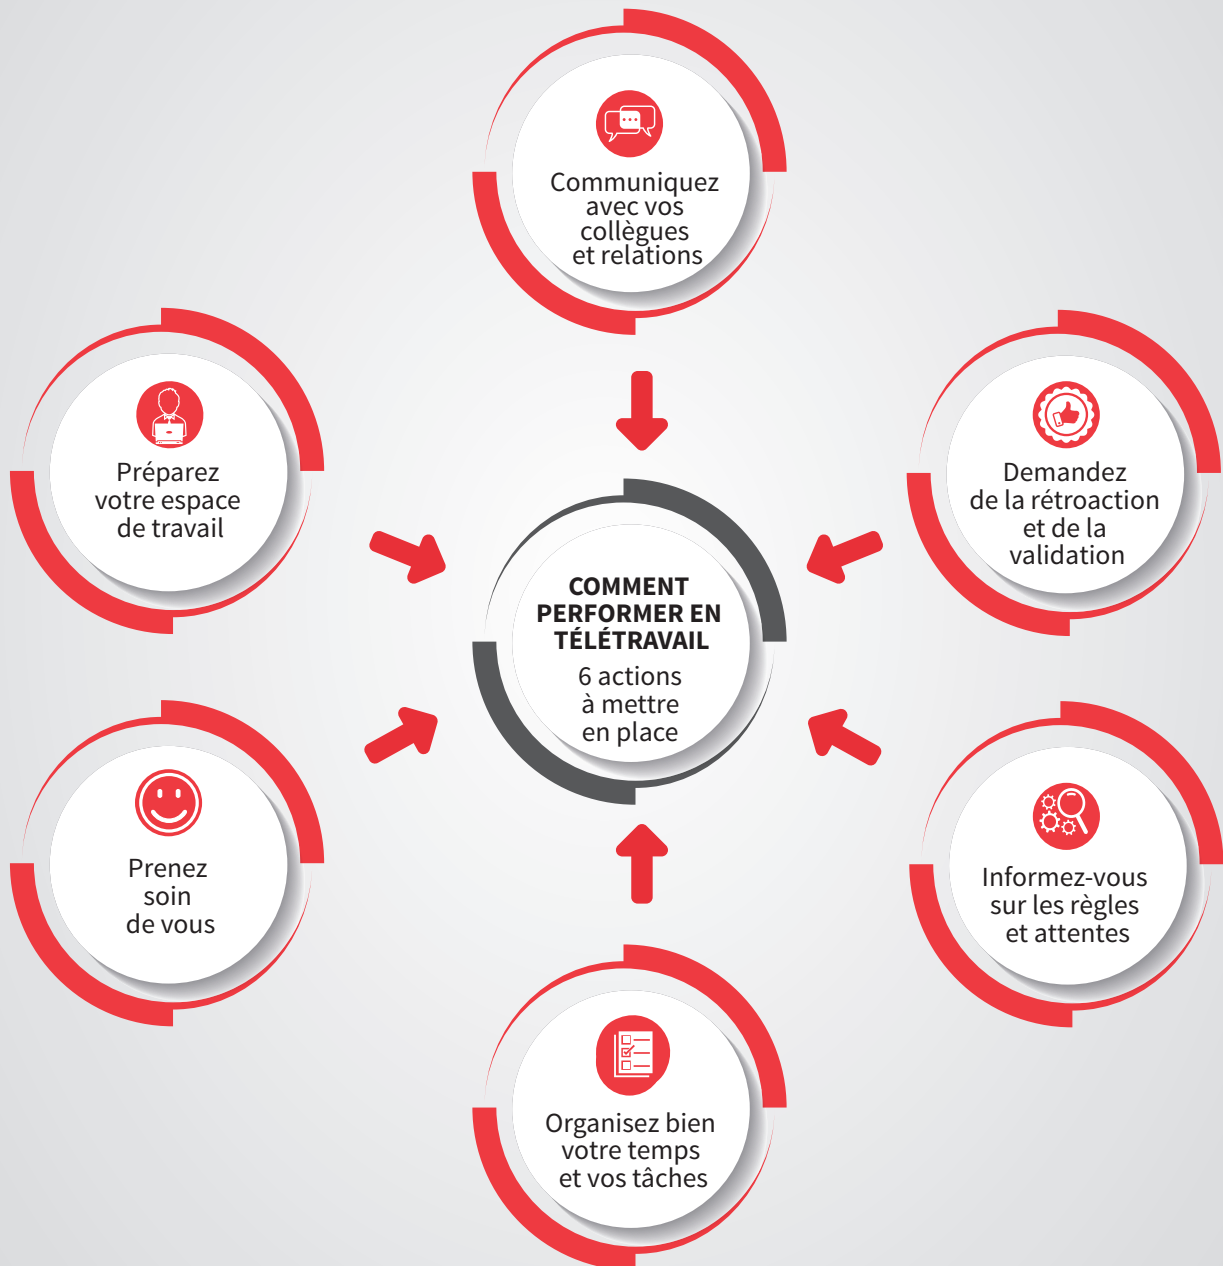 Communiquez
avec vos
collègues
et relations
Préparez
votre espace
de travail
Demandez
de la rétroaction
et de la
validation
COMMENT
PERFORMER EN
TÉLÉTRAVAIL
6 actions
à mettre
en place
Prenez
soin
de vous
Informez-vous
sur les règles
et attentes
Organisez bien
votre temps
et vos tâches